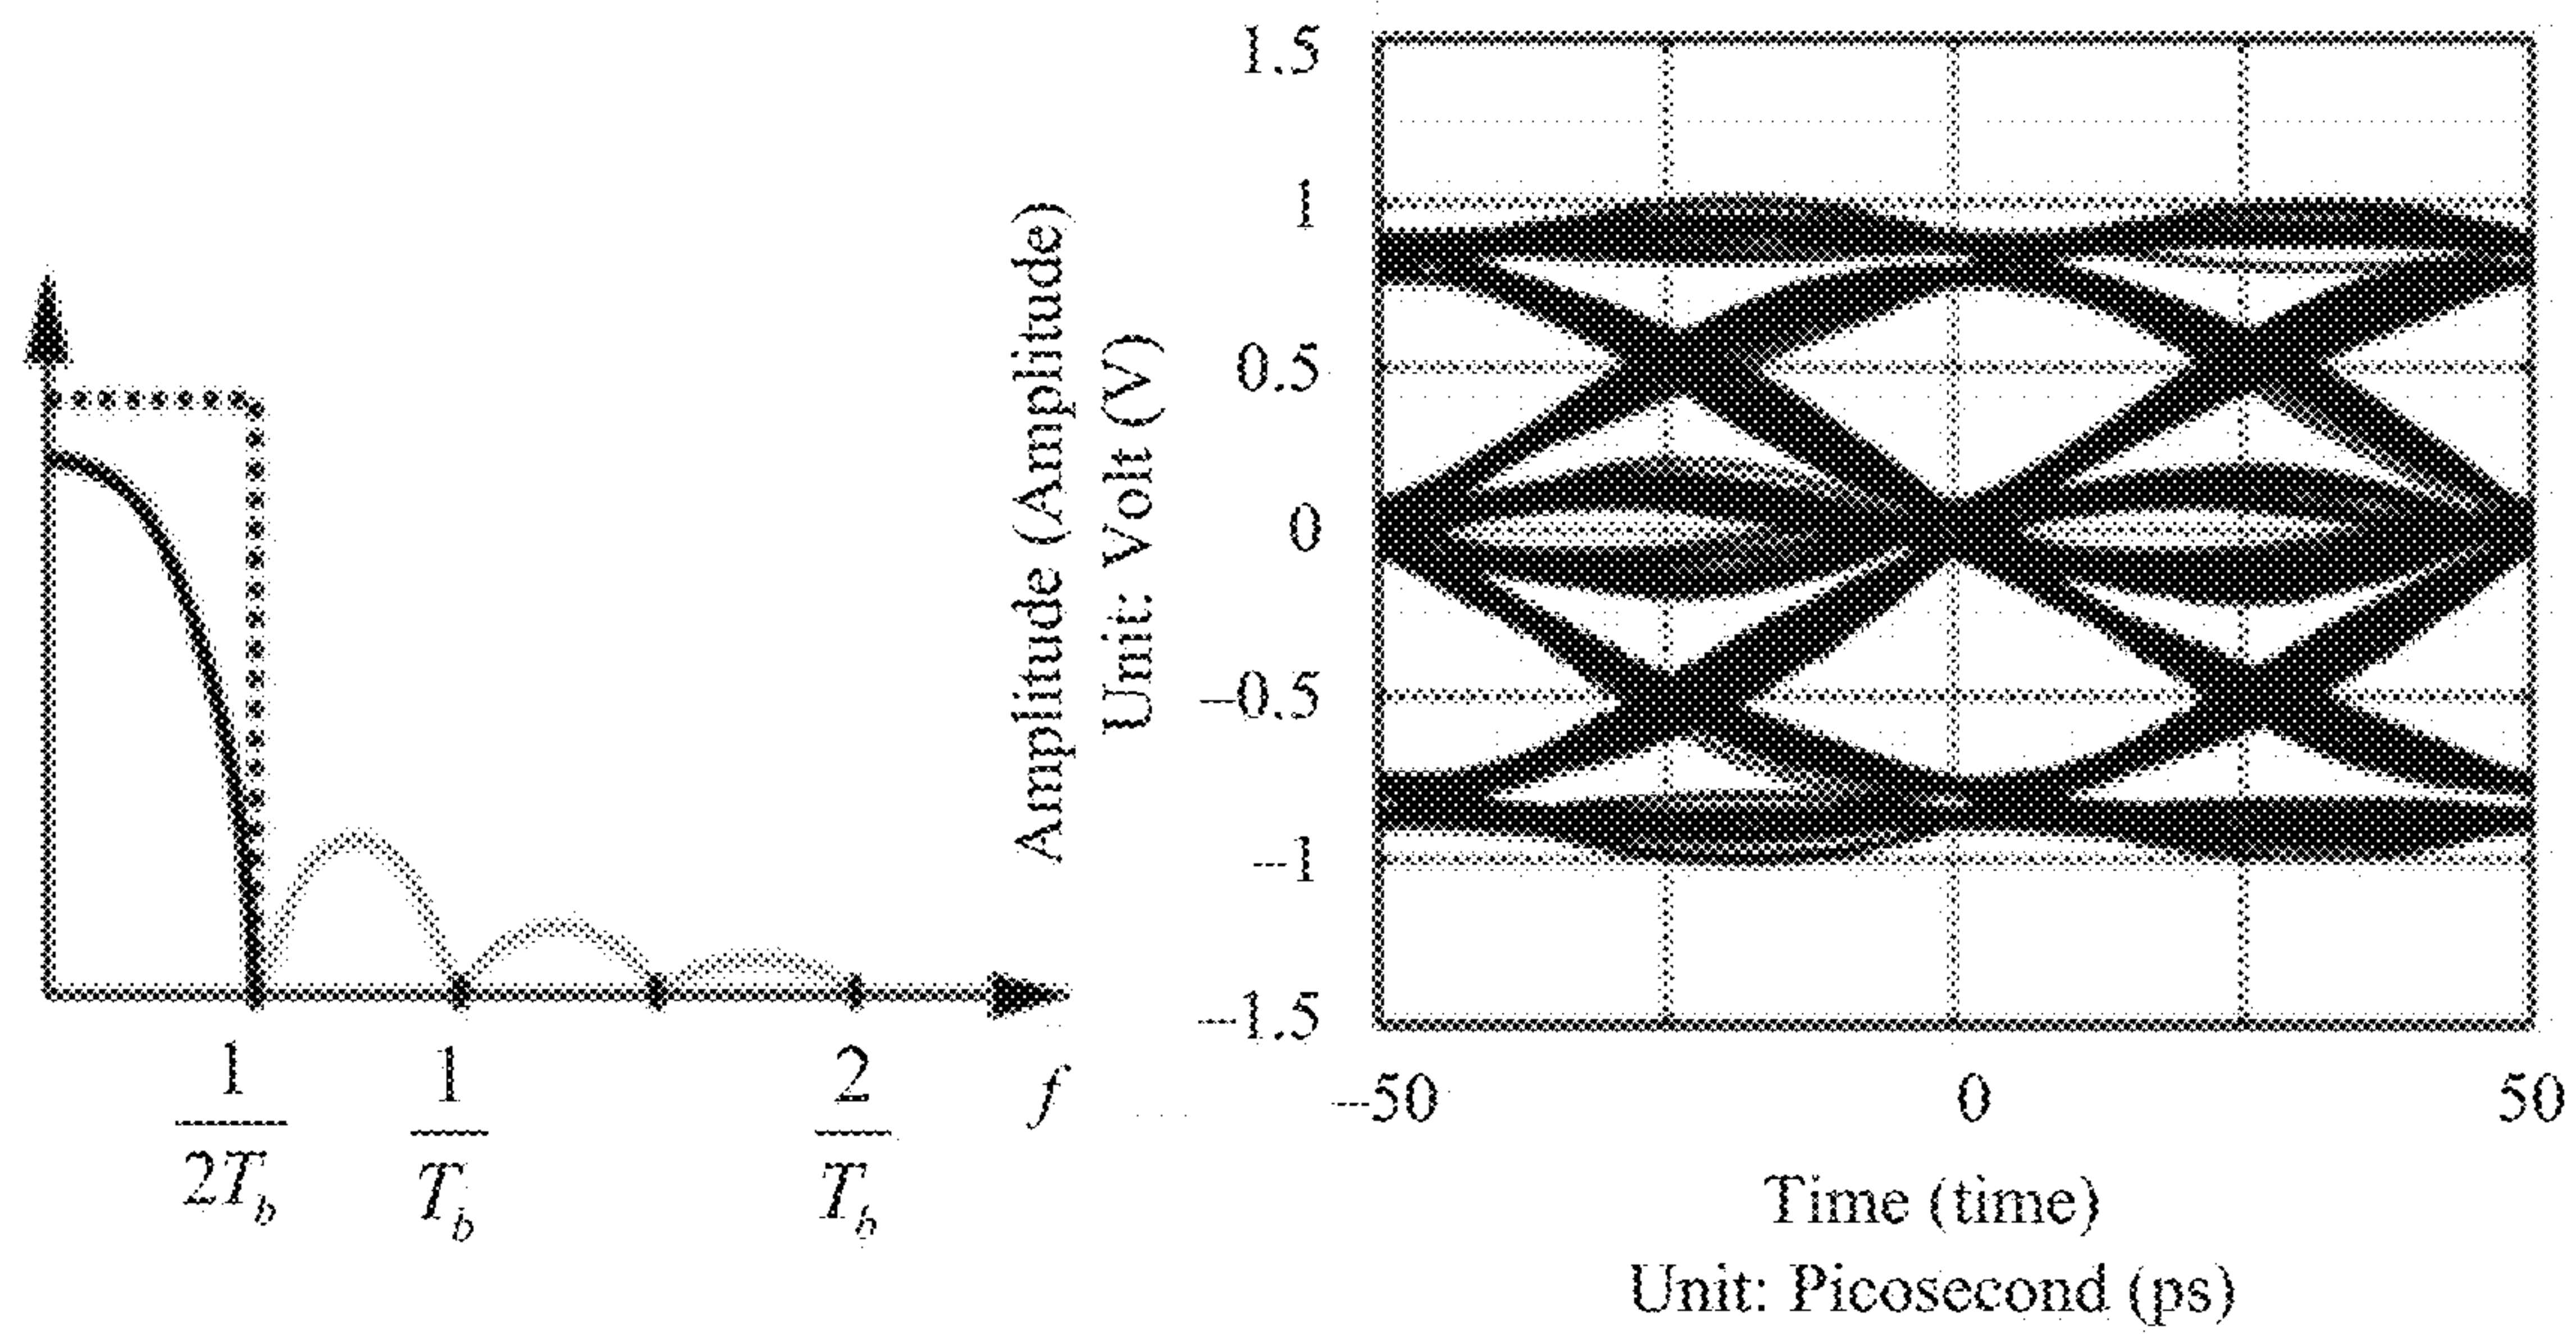 1
2T_b
1
T_b
2
T_b
f
Amplitude (Amplitude)
Unit: Volt (V)
1.5
1
0.5
0
–0.5
–1
–1.5
–50 0 50
Time (time)
Unit: Picosecond (ps)